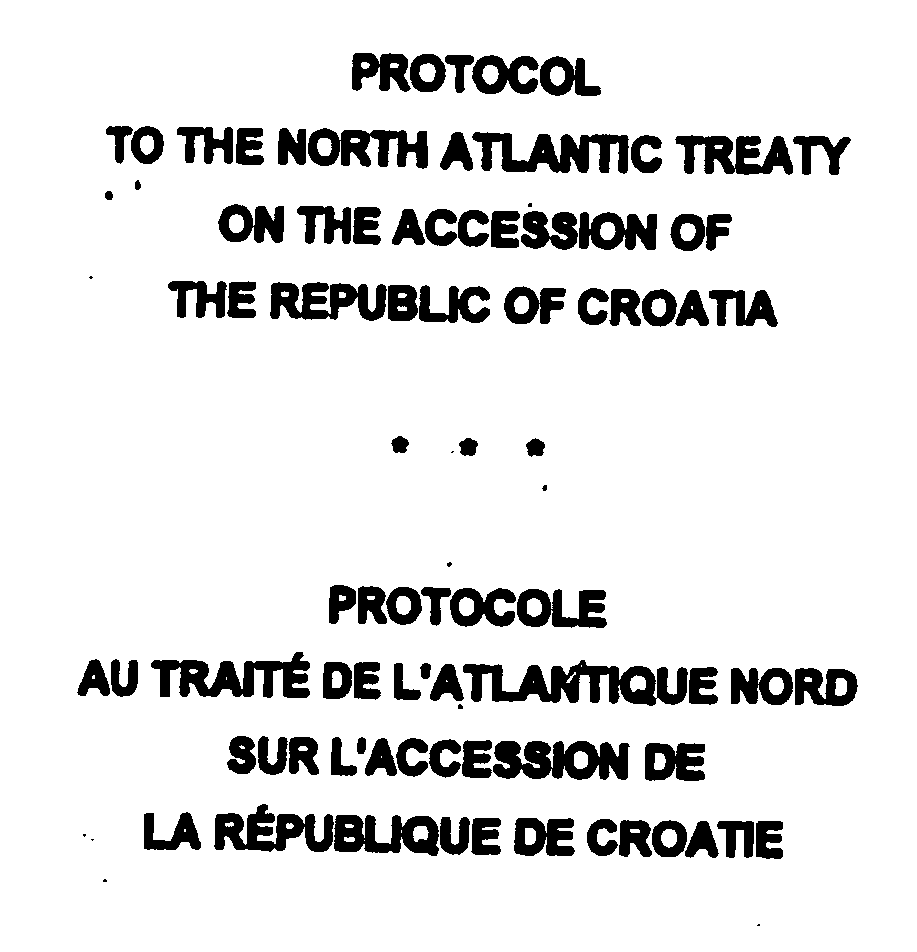 PROTOCOL
TO THE NORTH ATLANTIC TREATY
ON THE ACCESSION OF
THE REPUBLIC OF CROATIA
* * *
PROTOCOLE
AU TRAITÉ DE L'ATLANTIQUE NORD
SUR L'ACCESSION DE
LA RÉPUBLIQUE DE CROATIE